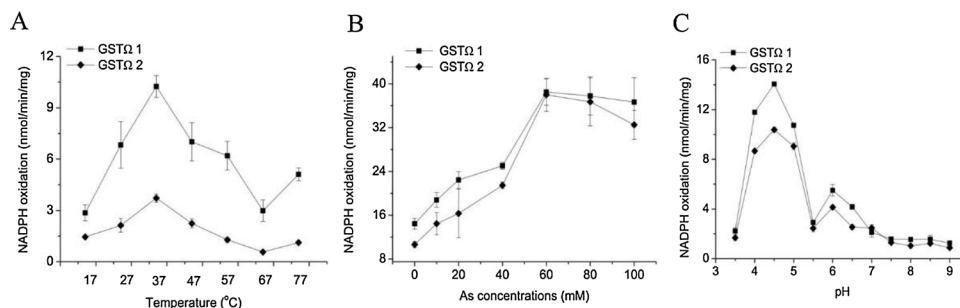 A
GSTΩ 1
GSTΩ 2
NADPH oxidation (nmol/min/mg)
12
9
6
3
0
17 27 37 47 57 67 77
Temperature (°C)
B
GSTΩ 1
GSTΩ 2
NADPH oxidation (nmol/min/mg)
40
32
24
16
8
0 20 40 60 80 100
As concentrations (mM)
C
GSTΩ 1
GSTΩ 2
NADPH oxidation (nmol/min/mg)
16
12
8
4
0
3 4 5 6 7 8 9
pH